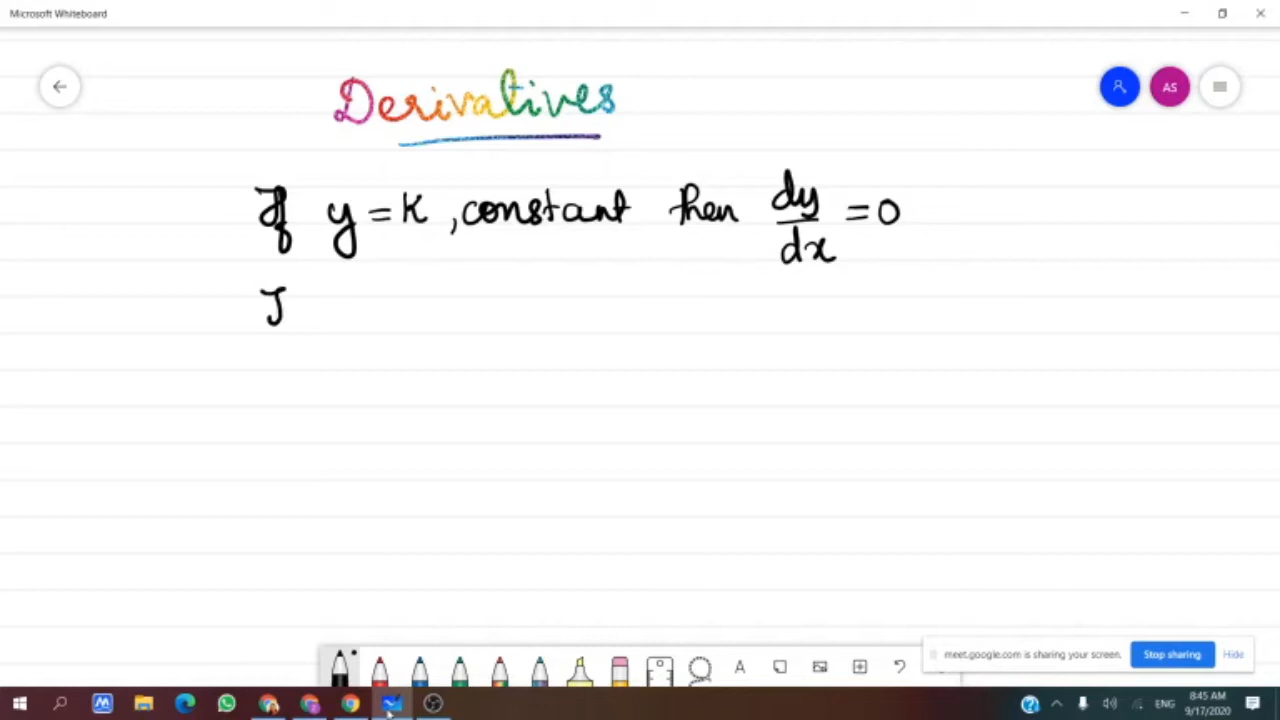 Microsoft Whiteboard
AS
Derivatives
If y = K, constant then dy/dx = 0
I
A
meet.google.com is sharing your screen.
Stop sharing
Hide
ENG
8:45 AM
9/17/2020